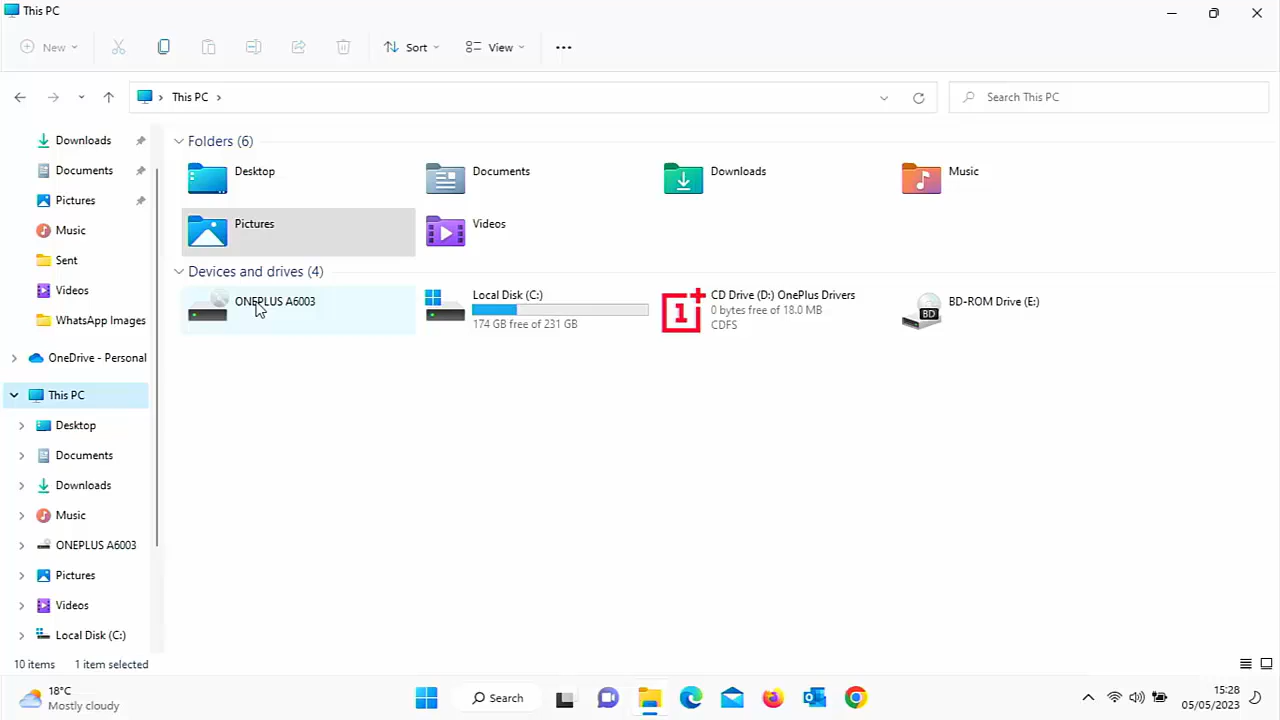 This PC
New
Sort
View
This PC
Search This PC
Downloads
Documents
Pictures
Music
Sent
Videos
WhatsApp Images
OneDrive - Personal
This PC
Desktop
Documents
Downloads
Music
ONEPLUS A6003
Pictures
Videos
Local Disk (C:)
Folders (6)
Desktop
Documents
Downloads
Music
Pictures
Videos
Devices and drives (4)
ONEPLUS A6003
Local Disk (C:)
174 GB free of 231 GB
1
CD Drive (D:) OnePlus Drivers
0 bytes free of 18.0 MB
CDFS
BD
BD-ROM Drive (E:)
10 items
1 item selected
18°C
Mostly cloudy
Search
15:28
05/05/2023